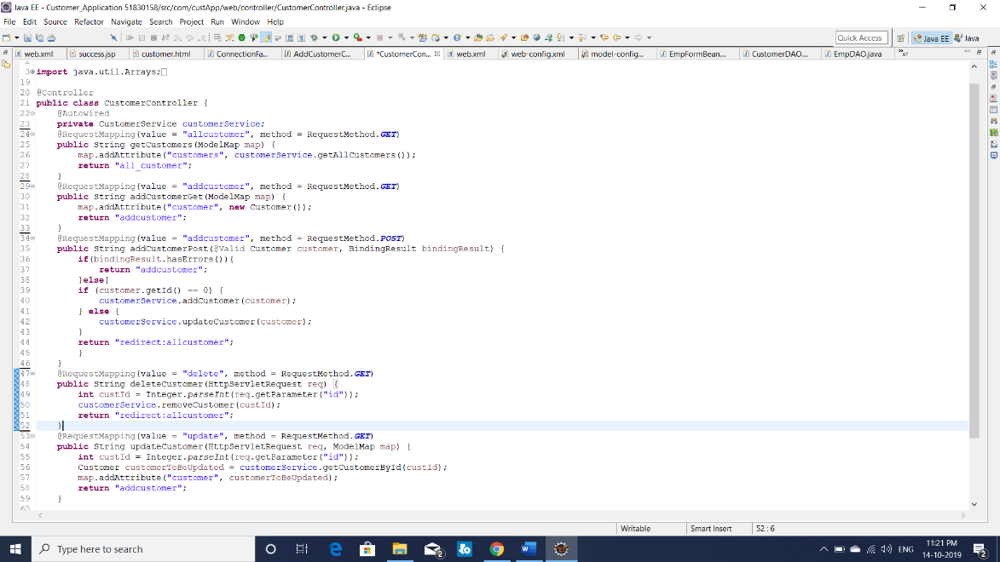 Java EE - Customer_Application 51830158/src/com/custApp/web/controller/CustomerController.java - Eclipse
File Edit Source Refactor Navigate Search Project Run Window Help
Quick Access Java EE Java
web.xml success.jsp customer.html ConnectionFa... AddCustomerC... *CustomerCon... web.xml web-config.xml model-config... EmpFormBean... CustomerDAO... EmpDAO.java »67
2
3 import java.util.Arrays;
19
20 @Controller
21 public class CustomerController {
22 @Autowired
23 private CustomerService customerService;
24 @RequestMapping(value = "allcustomer", method = RequestMethod.GET)
25 public String getCustomers(ModelMap map) {
26 map.addAttribute("customers", customerService.getAllCustomers());
27 return "all_customer";
28 }
29 @RequestMapping(value = "addcustomer", method = RequestMethod.GET)
30 public String addCustomerGet(ModelMap map) {
31 map.addAttribute("customer", new Customer());
32 return "addcustomer";
33 }
34 @RequestMapping(value = "addcustomer", method = RequestMethod.POST)
35 public String addCustomerPost(@Valid Customer customer, BindingResult bindingResult) {
36 if(bindingResult.hasErrors()){
37 return "addcustomer";
38 }else{
39 if (customer.getId() == 0) {
40 customerService.addCustomer(customer);
41 } else {
42 customerService.updateCustomer(customer);
43 }
44 return "redirect:allcustomer";
45 }
46 }
47 @RequestMapping(value = "delete", method = RequestMethod.GET)
48 public String deleteCustomer(HttpServletRequest req) {
49 int custId = Integer.parseInt(req.getParameter("id"));
50 customerService.removeCustomer(custId);
51 return "redirect:allcustomer";
52 }
53 @RequestMapping(value = "update", method = RequestMethod.GET)
54 public String updateCustomer(HttpServletRequest req, ModelMap map) {
55 int custId = Integer.parseInt(req.getParameter("id"));
56 Customer customerToBeUpdated = customerService.getCustomerById(custId);
57 map.addAttribute("customer", customerToBeUpdated);
58 return "addcustomer";
59 }
60
Writable Smart Insert 52 : 6
Type here to search 2 ENG 11:21 PM 14-10-2019 2